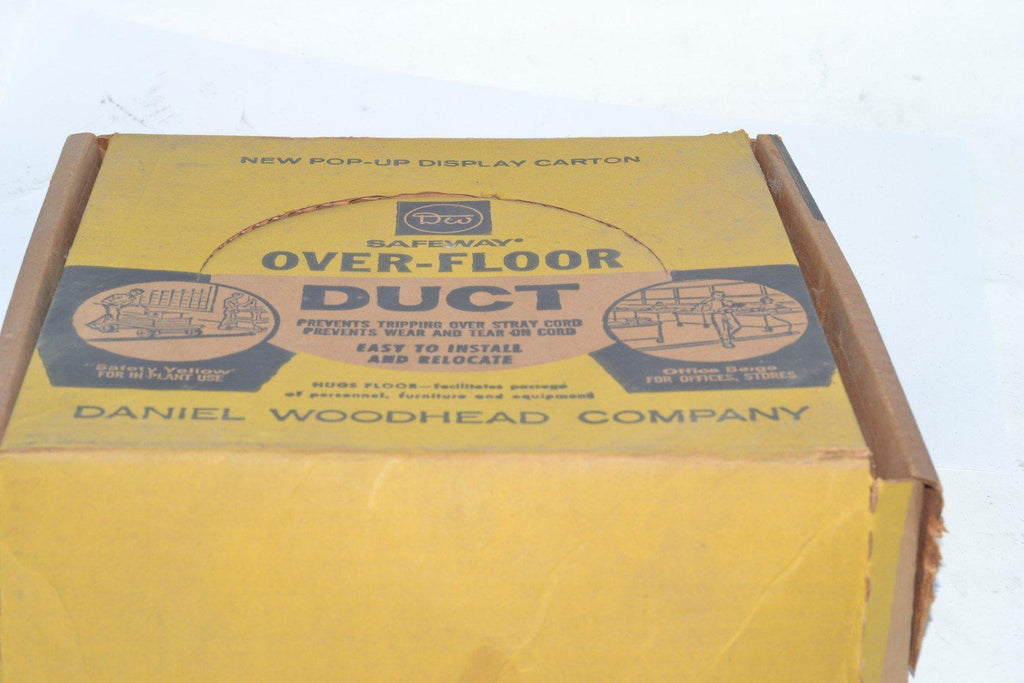 NEW POP-UP DISPLAY CARTON
DW
SAFEWAY®
OVER-FLOOR
DUCT
PREVENTS TRIPPING OVER STRAY CORD
PREVENTS WEAR AND TEAR ON CORD
EASY TO INSTALL
AND RELOCATE
"Safety Yellow"
FOR IN-PLANT USE
Office Beige
FOR OFFICES, STORES
HUGS FLOOR—facilitates passage
of personnel, furniture and equipment
DANIEL WOODHEAD COMPANY